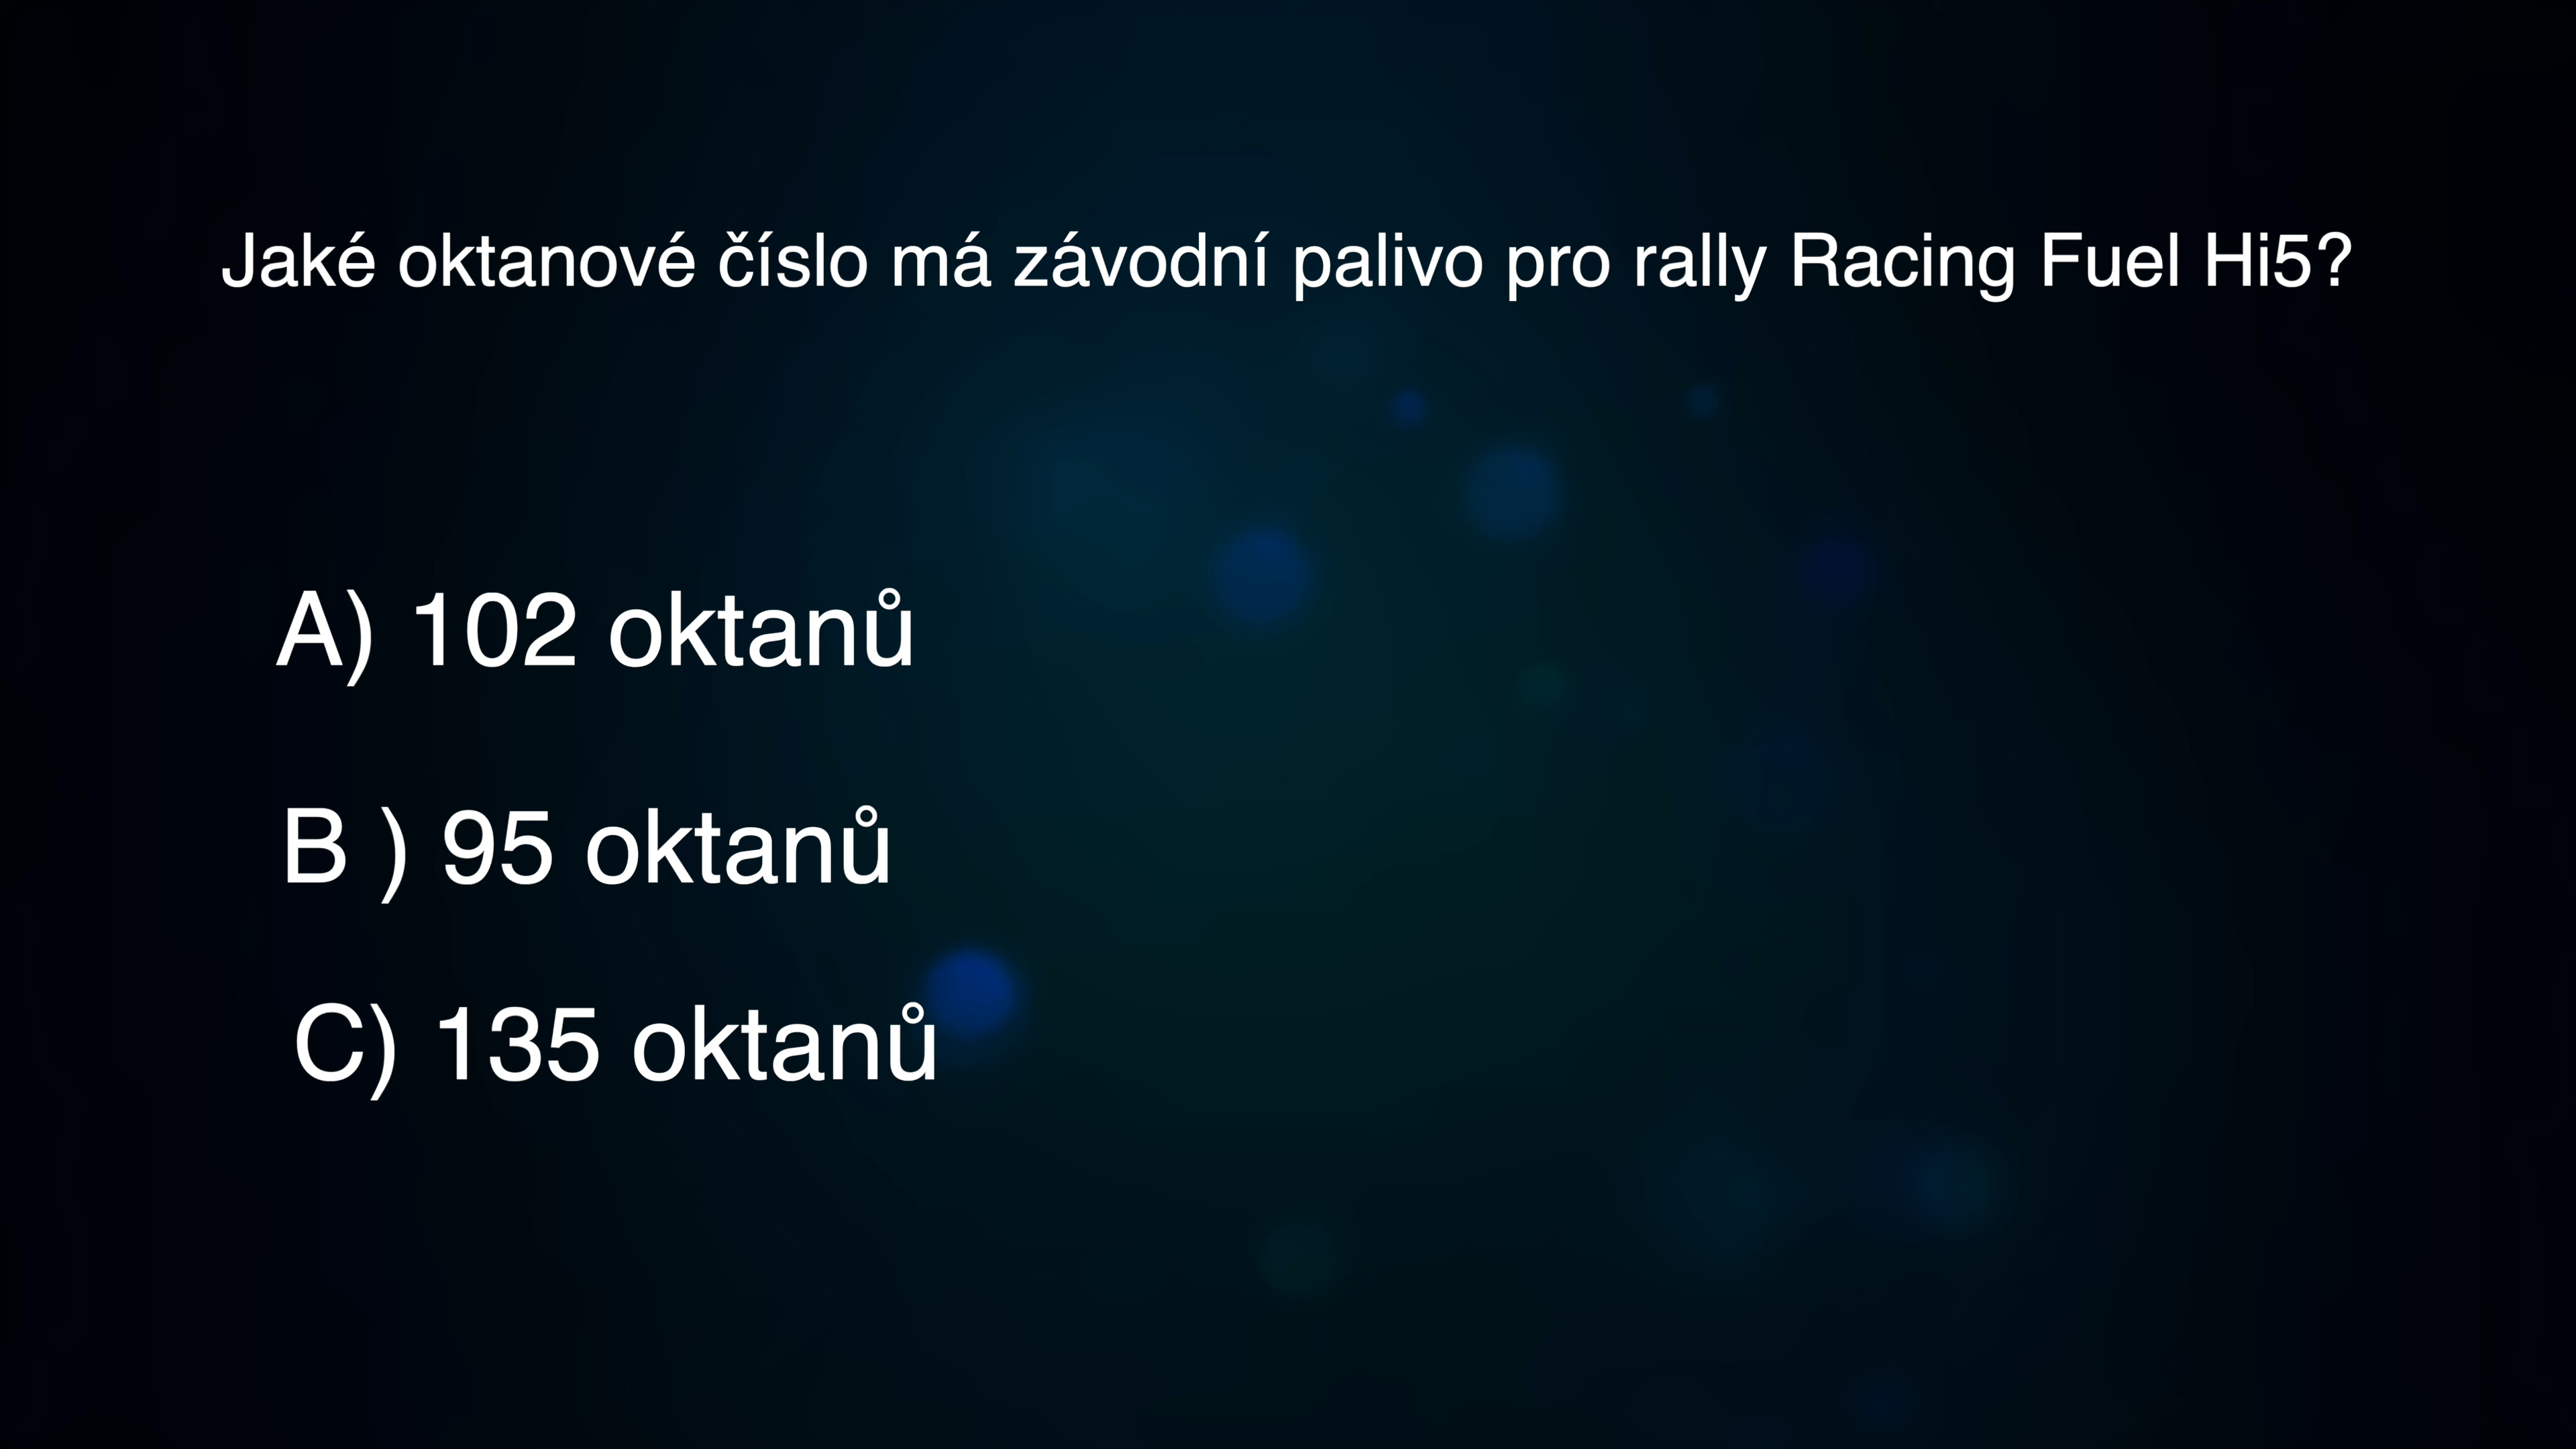 Jaké oktanové číslo má závodní palivo pro rally Racing Fuel Hi5?
A) 102 oktanů
B ) 95 oktanů
C) 135 oktanů